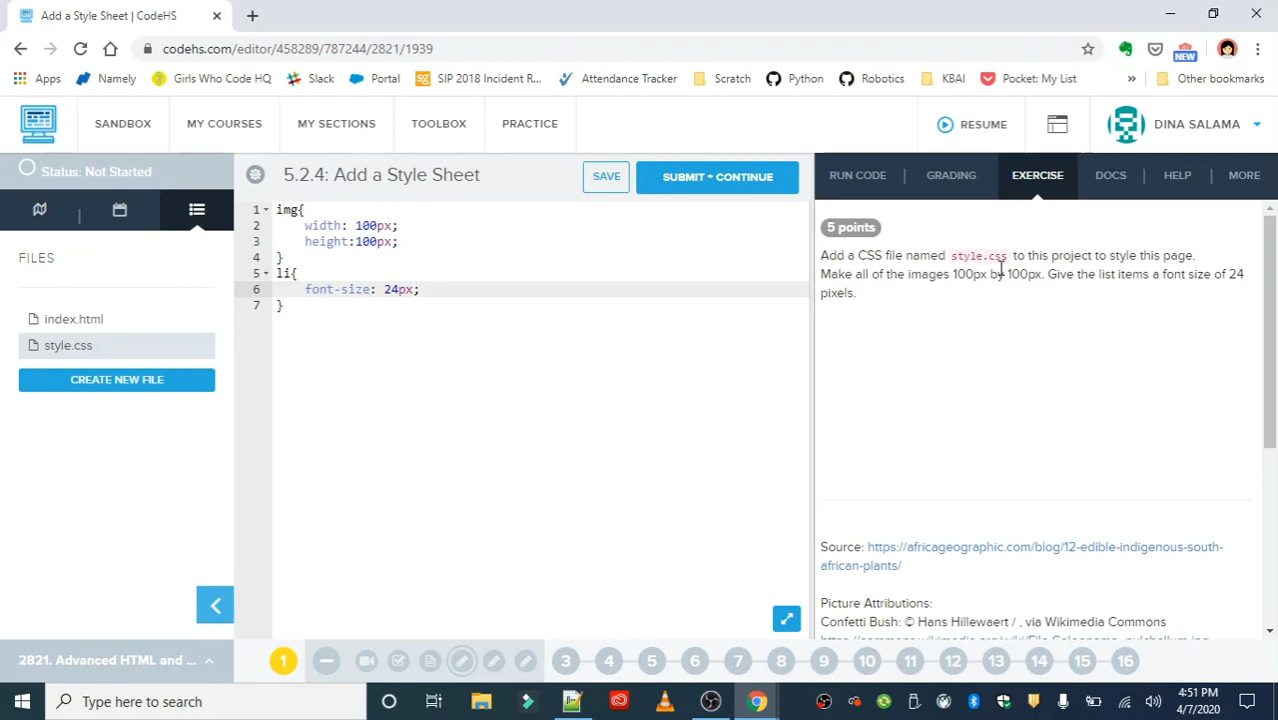 Add a Style Sheet | CodeHS
codehs.com/editor/458289/787244/2821/1939
NEW
Apps
Namely
Girls Who Code HQ
Slack
Portal
SIP 2018 Incident R...
Attendance Tracker
Scratch
Python
Robotics
KBAI
Pocket: My List
»
Other bookmarks
SANDBOX
MY COURSES
MY SECTIONS
TOOLBOX
PRACTICE
RESUME
DINA SALAMA
Status: Not Started
5.2.4: Add a Style Sheet
SAVE
SUBMIT + CONTINUE
RUN CODE
GRADING
EXERCISE
DOCS
HELP
MORE
FILES
index.html
style.css
CREATE NEW FILE
1 img{
2 width: 100px;
3 height:100px;
4 }
5 li{
6 font-size: 24px;
7 }
5 points
Add a CSS file named style.css to this project to style this page.
Make all of the images 100px by 100px. Give the list items a font size of 24
pixels.
Source: https://africageographic.com/blog/12-edible-indigenous-south-
african-plants/
Picture Attributions:
Confetti Bush: © Hans Hillewaert / , via Wikimedia Commons
2821. Advanced HTML and ...
1
3
4
5
6
7
8
9
10
11
12
13
14
15
16
Type here to search
4:51 PM
4/7/2020